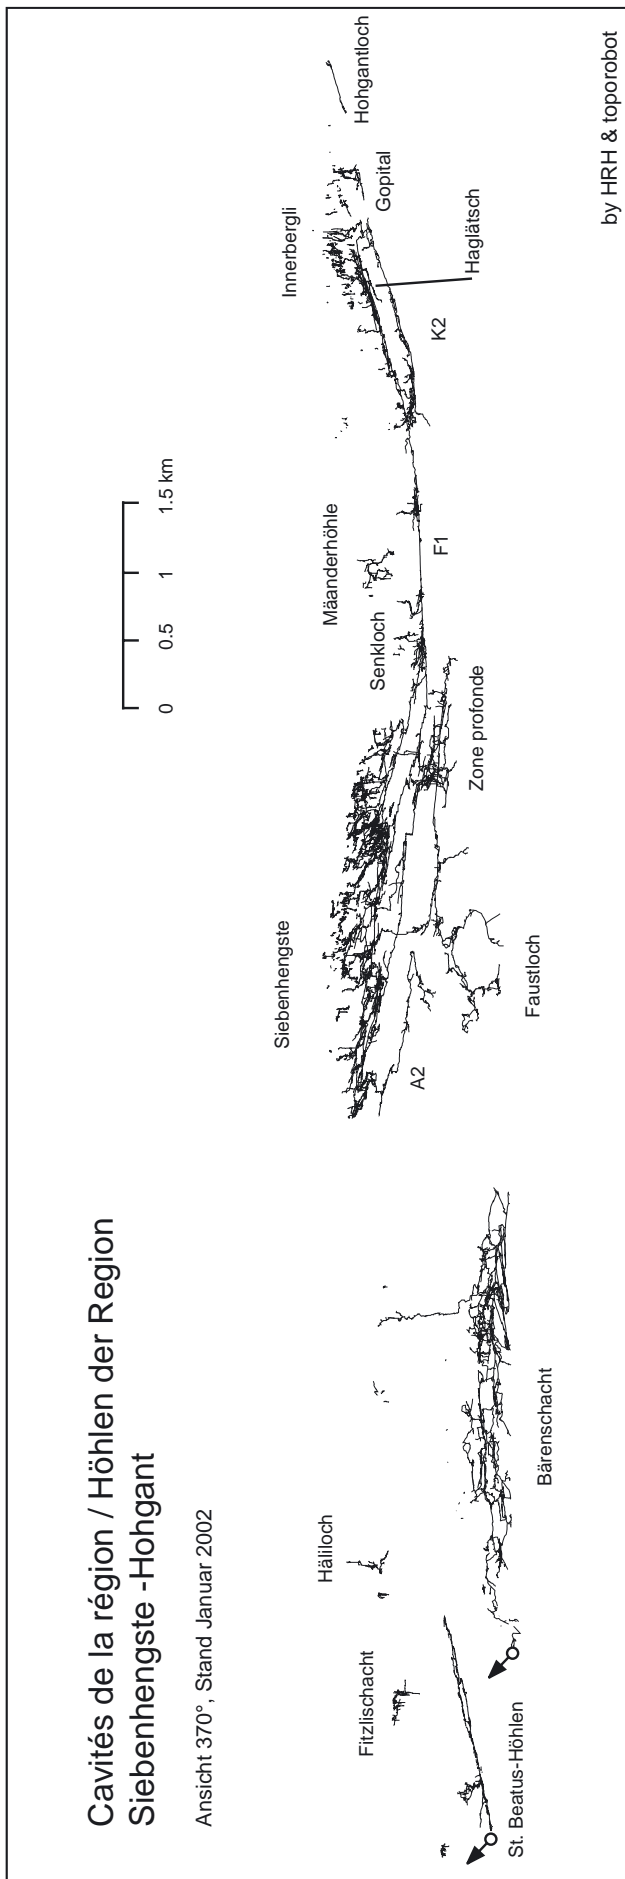 Cavités de la région / Höhlen der Region
Siebenhengste -Hohgant
Ansicht 370°, Stand Januar 2002
0 0.5 1 1.5 km
Siebenhengste
Senkloch
Mäanderhöhle
Innerbergli
Hohgantloch
Fitzlischacht
Häliloch
A2
F1
K2
Haglätsch
Gopital
St. Beatus-Höhlen
Bärenschacht
Faustloch
Zone profonde
by HRH & toporobot